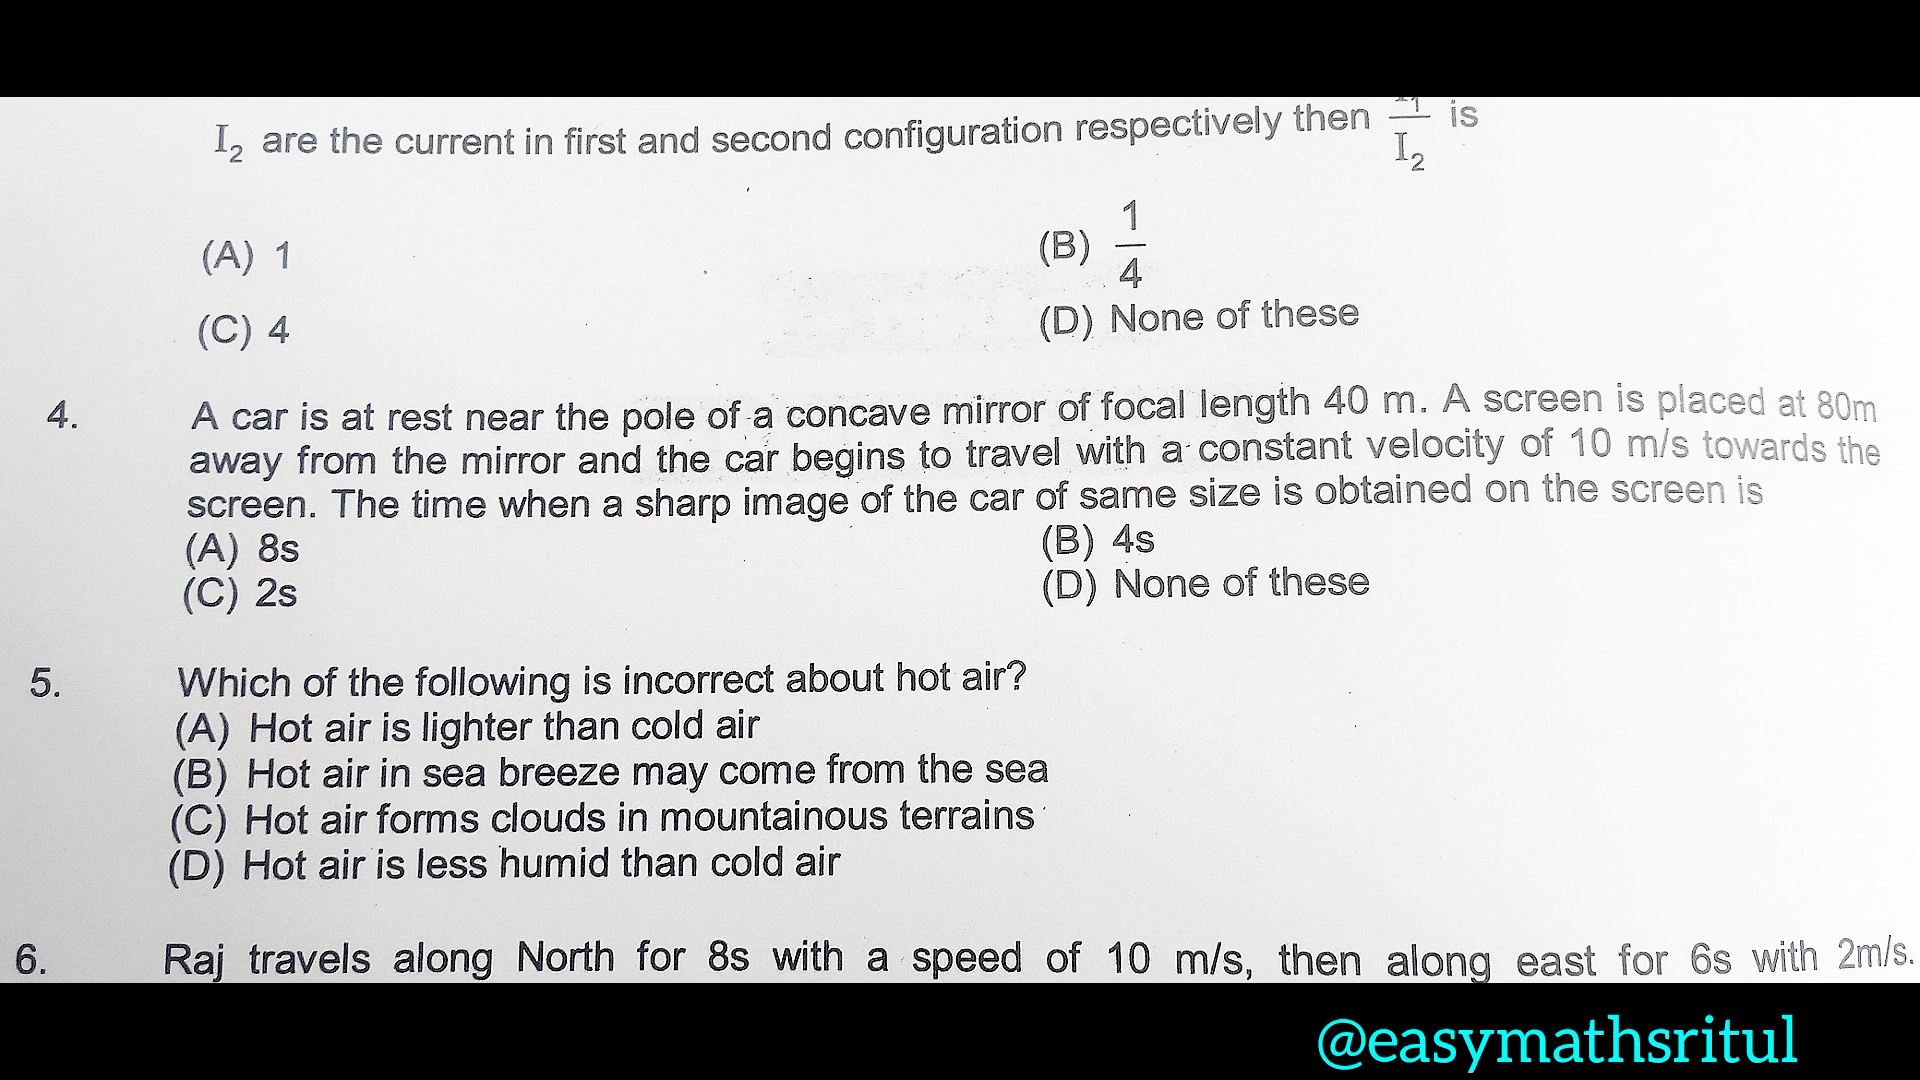 I₂ are the current in first and second configuration respectively then I₁/I₂ is
(A) 1 (B) 1/4
(C) 4 (D) None of these
4. A car is at rest near the pole of a concave mirror of focal length 40 m. A screen is placed at 80m
away from the mirror and the car begins to travel with a constant velocity of 10 m/s towards the
screen. The time when a sharp image of the car of same size is obtained on the screen is
(A) 8s (B) 4s
(C) 2s (D) None of these
5. Which of the following is incorrect about hot air?
(A) Hot air is lighter than cold air
(B) Hot air in sea breeze may come from the sea
(C) Hot air forms clouds in mountainous terrains
(D) Hot air is less humid than cold air
6. Raj travels along North for 8s with a speed of 10 m/s, then along east for 6s with 2m/s.
@easymathsritul